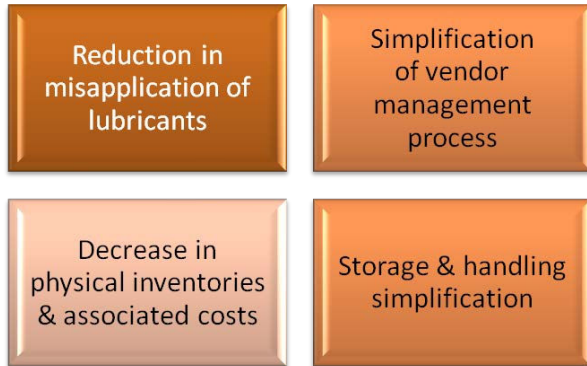 Reduction in
misapplication of
lubricants
Simplification
of vendor
management
process
Decrease in
physical inventories
& associated costs
Storage & handling
simplification